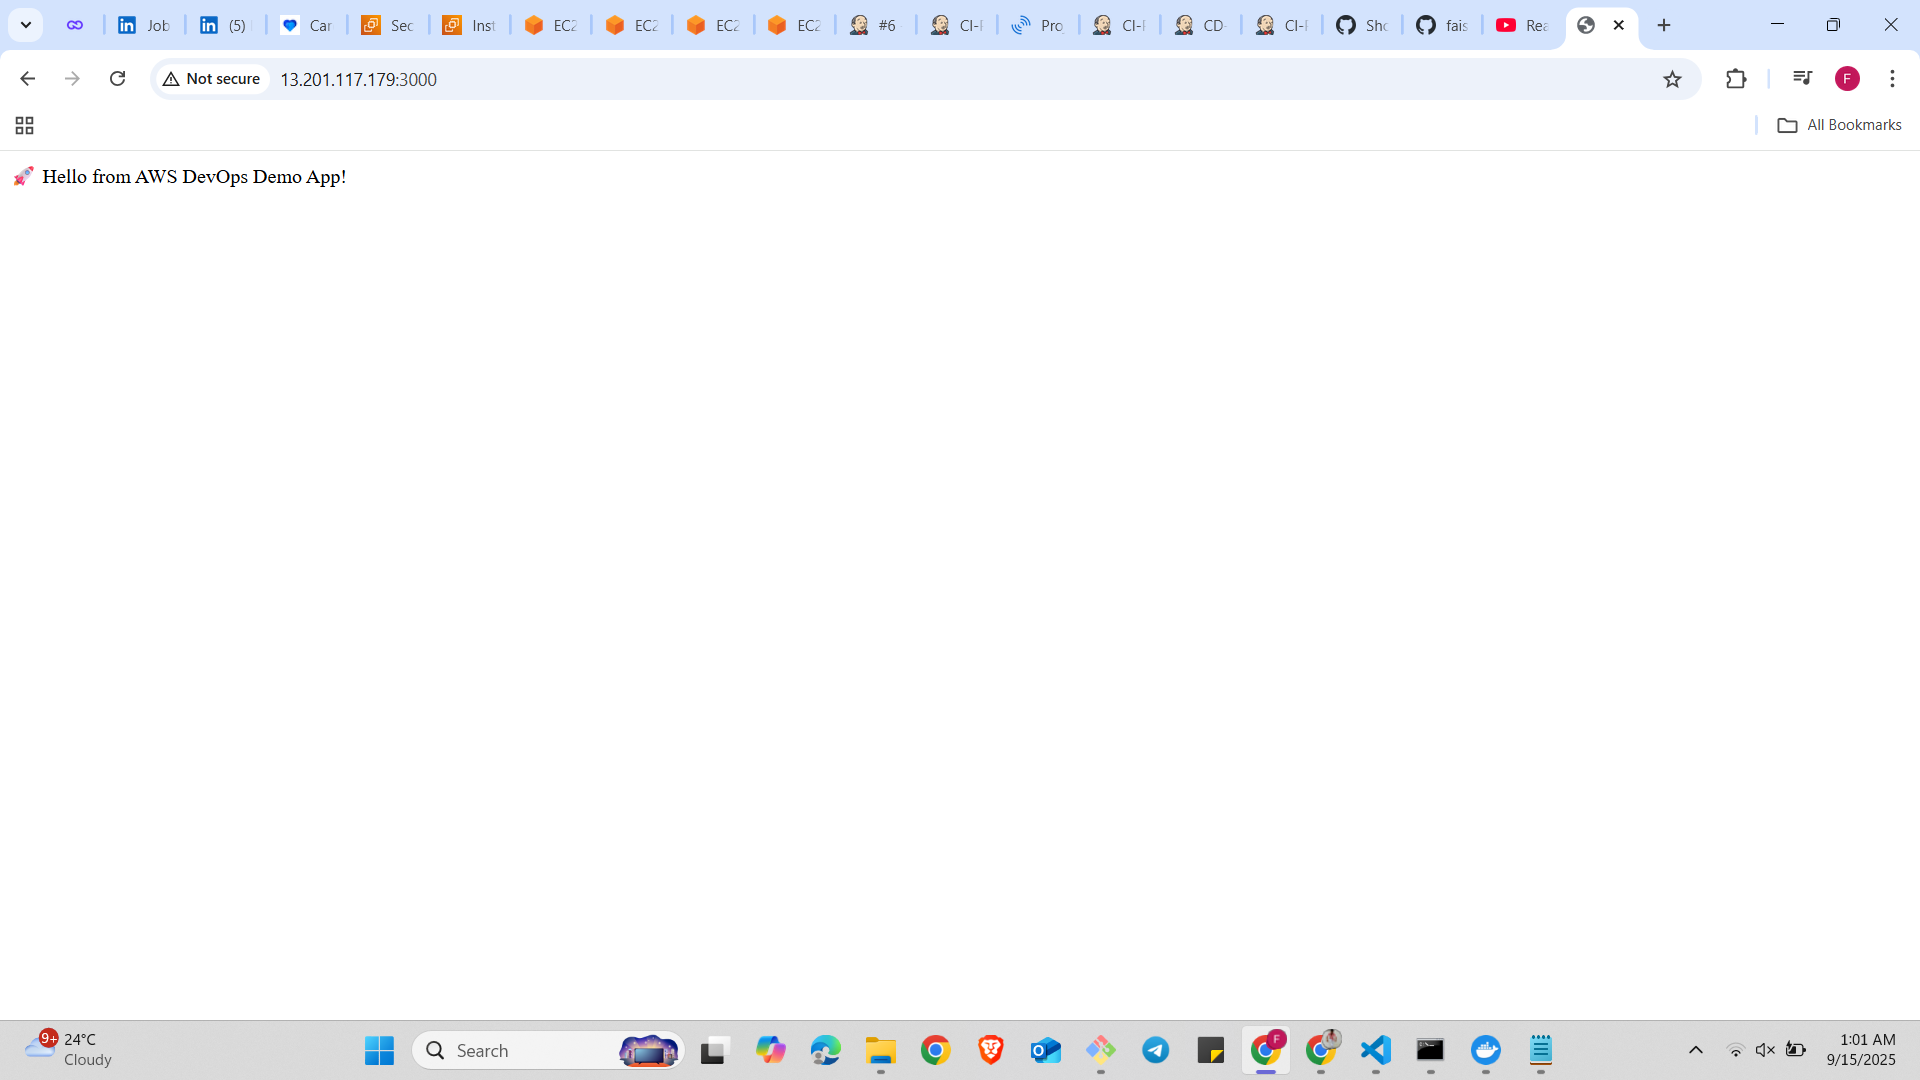 Job
(5)
Car
Sec
Inst
EC2
EC2
EC2
EC2
#6
CI-F
Pro
CI-F
CD-
CI-F
Sho
fais
Rea
Not secure
13.201.117.179:3000
F
All Bookmarks
🚀 Hello from AWS DevOps Demo App!
9+
24°C
Cloudy
Search
F
1:01 AM
9/15/2025